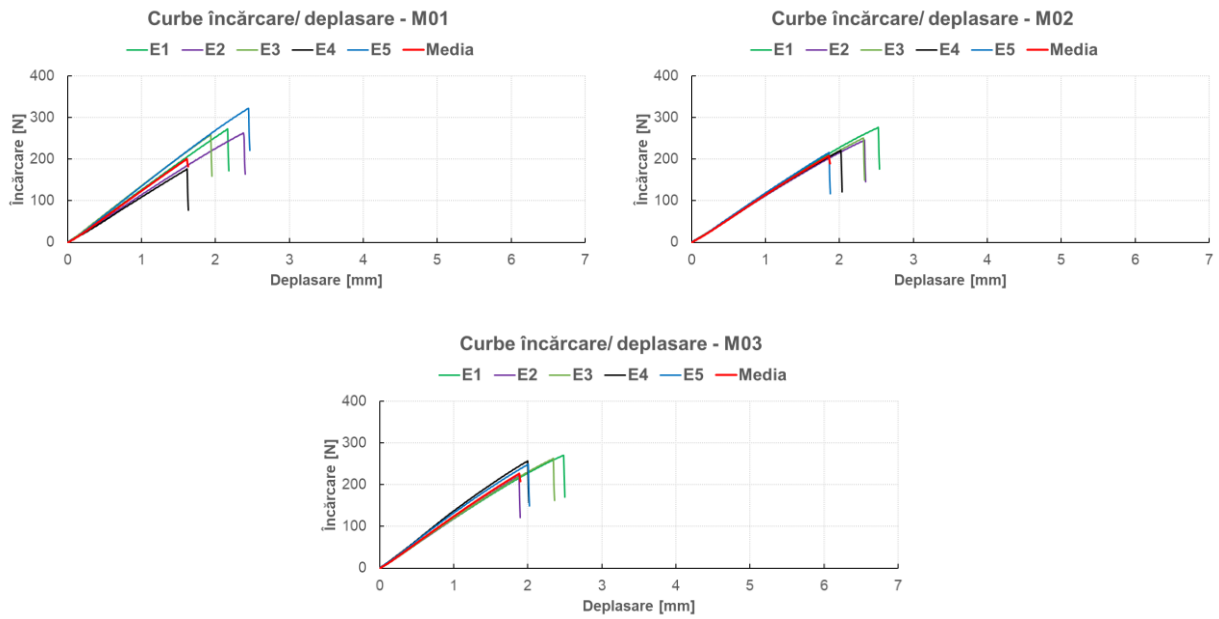 Curbe încărcare/ deplasare - M01
E1 E2 E3 E4 E5 Media
400
300
200
100
0
Încărcare [N]
0 1 2 3 4 5 6 7
Deplasare [mm]
Curbe încărcare/ deplasare - M02
E1 E2 E3 E4 E5 Media
400
300
200
100
0
Încărcare [N]
0 1 2 3 4 5 6 7
Deplasare [mm]
Curbe încărcare/ deplasare - M03
E1 E2 E3 E4 E5 Media
400
300
200
100
0
Încărcare [N]
0 1 2 3 4 5 6 7
Deplasare [mm]